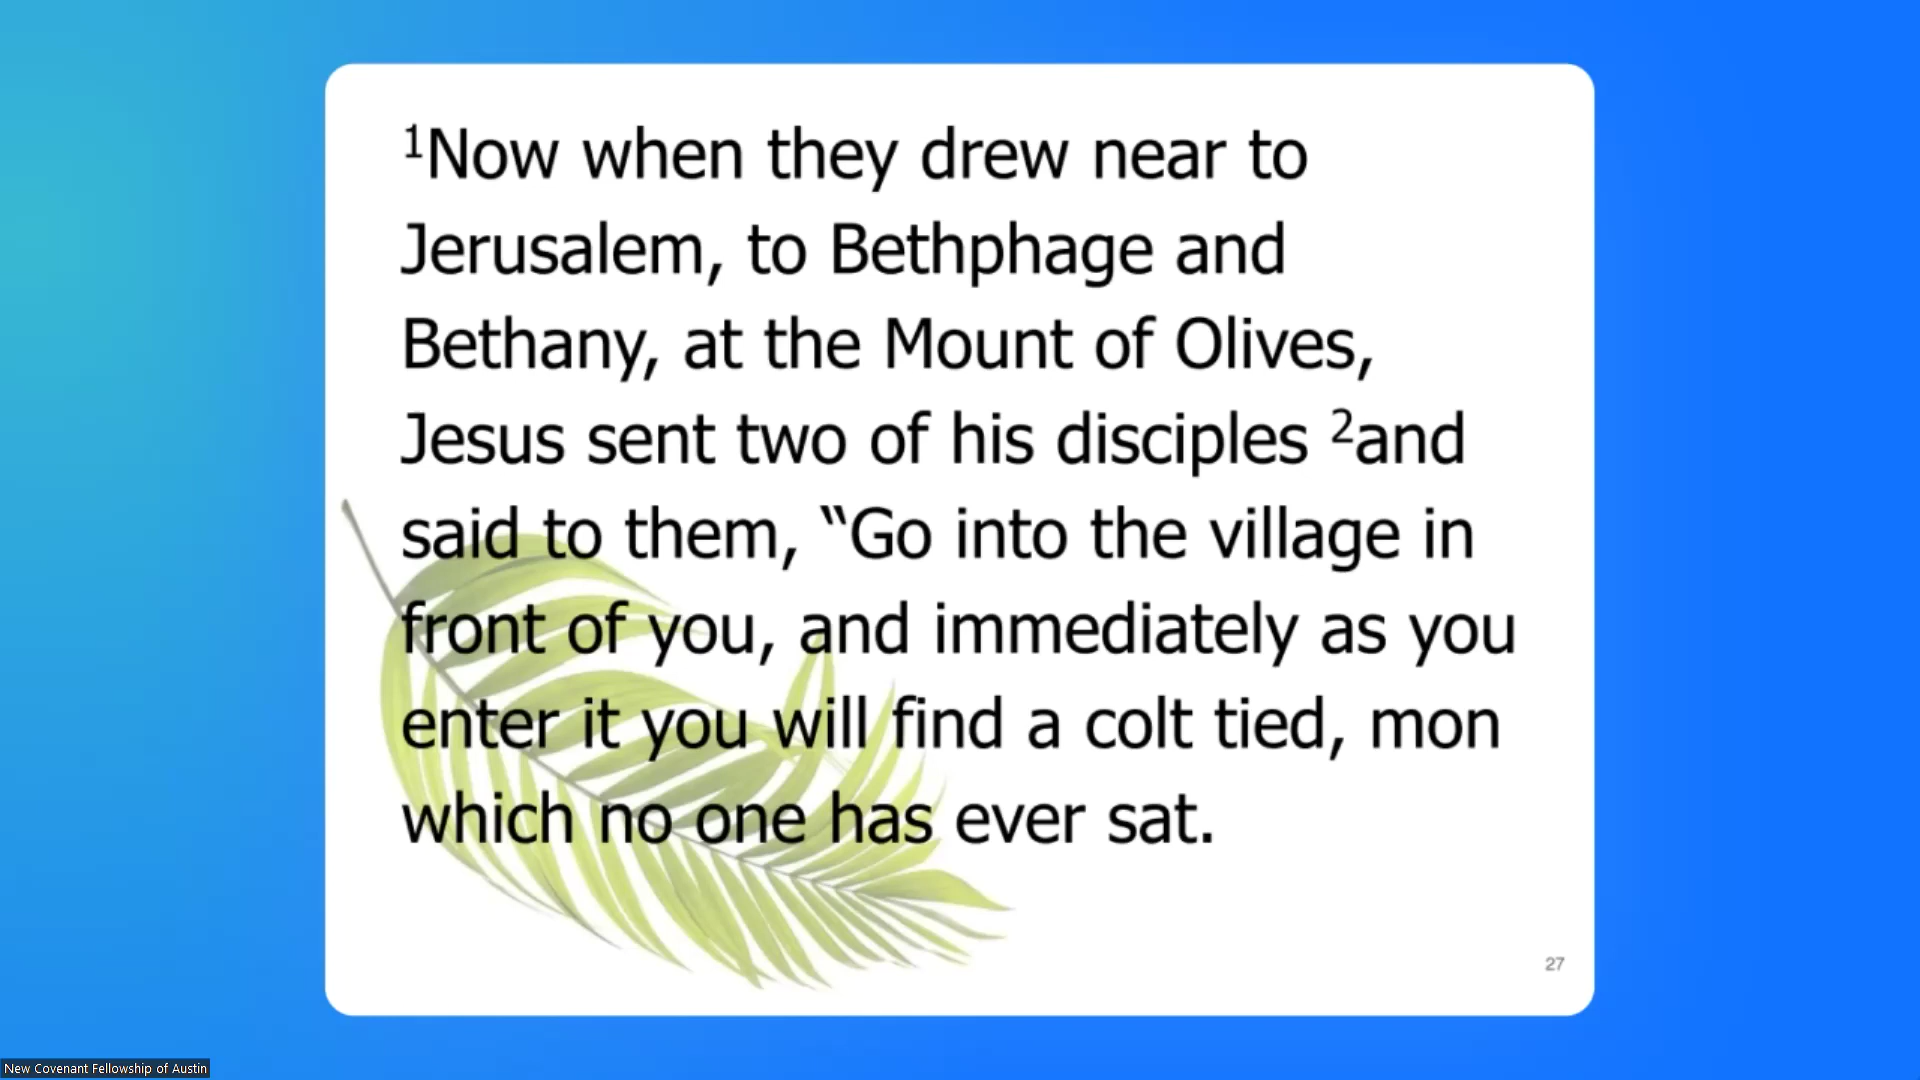 ¹Now when they drew near to
Jerusalem, to Bethphage and
Bethany, at the Mount of Olives,
Jesus sent two of his disciples ²and
said to them, “Go into the village in
front of you, and immediately as you
enter it you will find a colt tied, mon
which no one has ever sat.
27
New Covenant Fellowship of Austin